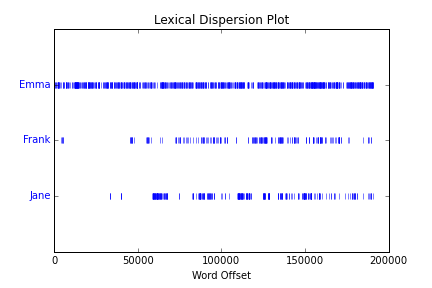 Lexical Dispersion Plot
Emma
Frank
Jane
0 50000 100000 150000 200000
Word Offset